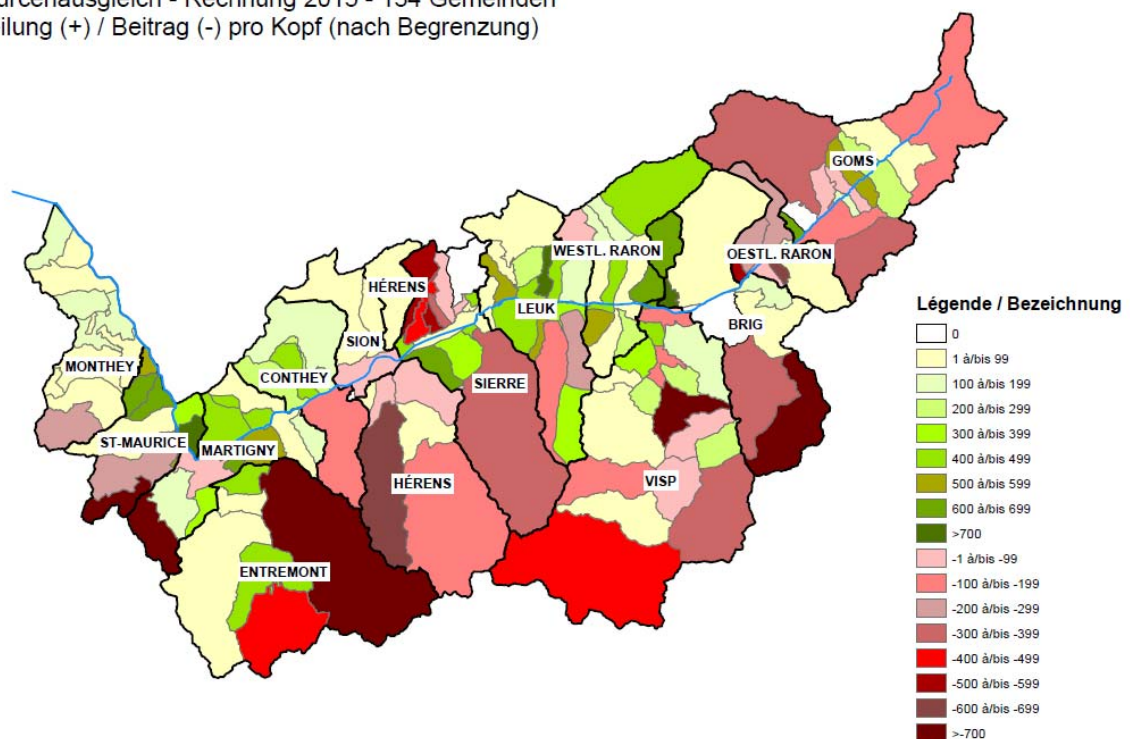 2015 - 134 Gemeinden
(+) / Beitrag (-) pro Kopf (nach Begrenzung)
GOMS
WESTL. RARON
OESTL. RARON
HÉRENS
LEUK
BRIG
SION
MONTHEY
CONTHEY
SIERRE
ST-MAURICE
MARTIGNY
HÉRENS
VISP
ENTREMONT
Légende / Bezeichnung
0
1 à/bis 99
100 à/bis 199
200 à/bis 299
300 à/bis 399
400 à/bis 499
500 à/bis 599
600 à/bis 699
>700
-1 à/bis -99
-100 à/bis -199
-200 à/bis -299
-300 à/bis -399
-400 à/bis -499
-500 à/bis -599
-600 à/bis -699
>-700